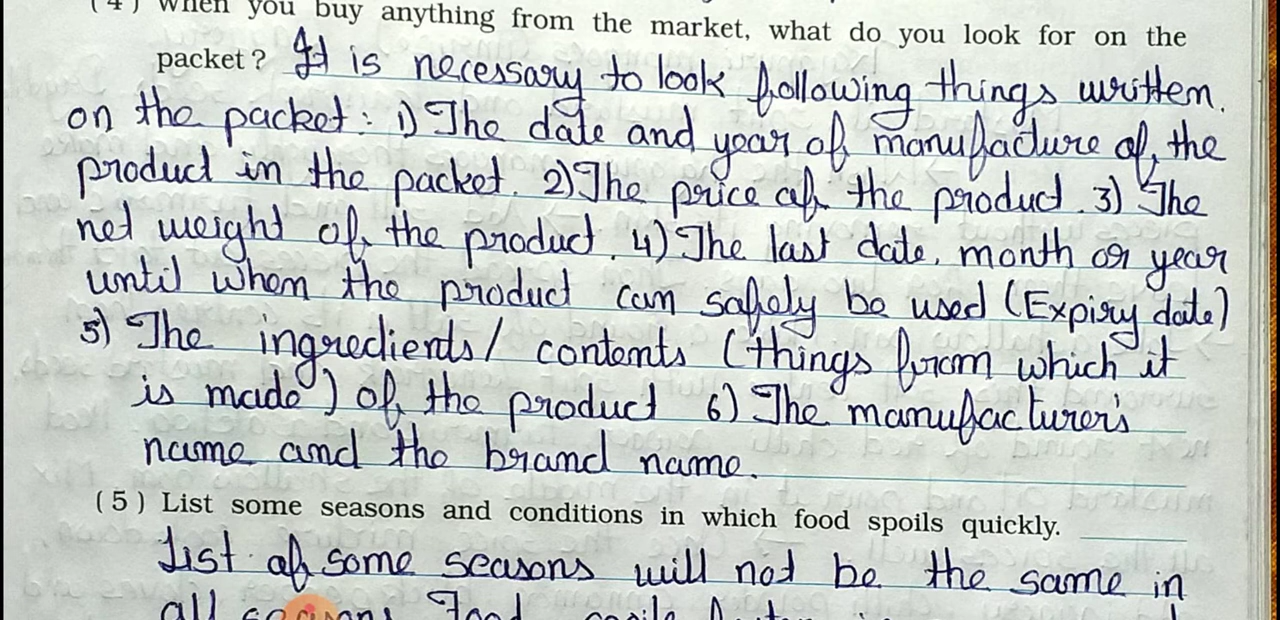 (4) When you buy anything from the market, what do you look for on the
packet? It is necessary to look following things written.
on the packet: 1) The date and year of manufacture of the
product in the packet. 2) The price of the product. 3) The
net weight of the product. 4) The last date, month or year
until when the product can safely be used (Expiry date)
5) The ingredients/ contents (things from which it
is made) of the product 6) The manufacturer's
name and the brand name.
(5) List some seasons and conditions in which food spoils quickly.
List of some seasons will not be the same in
all Food